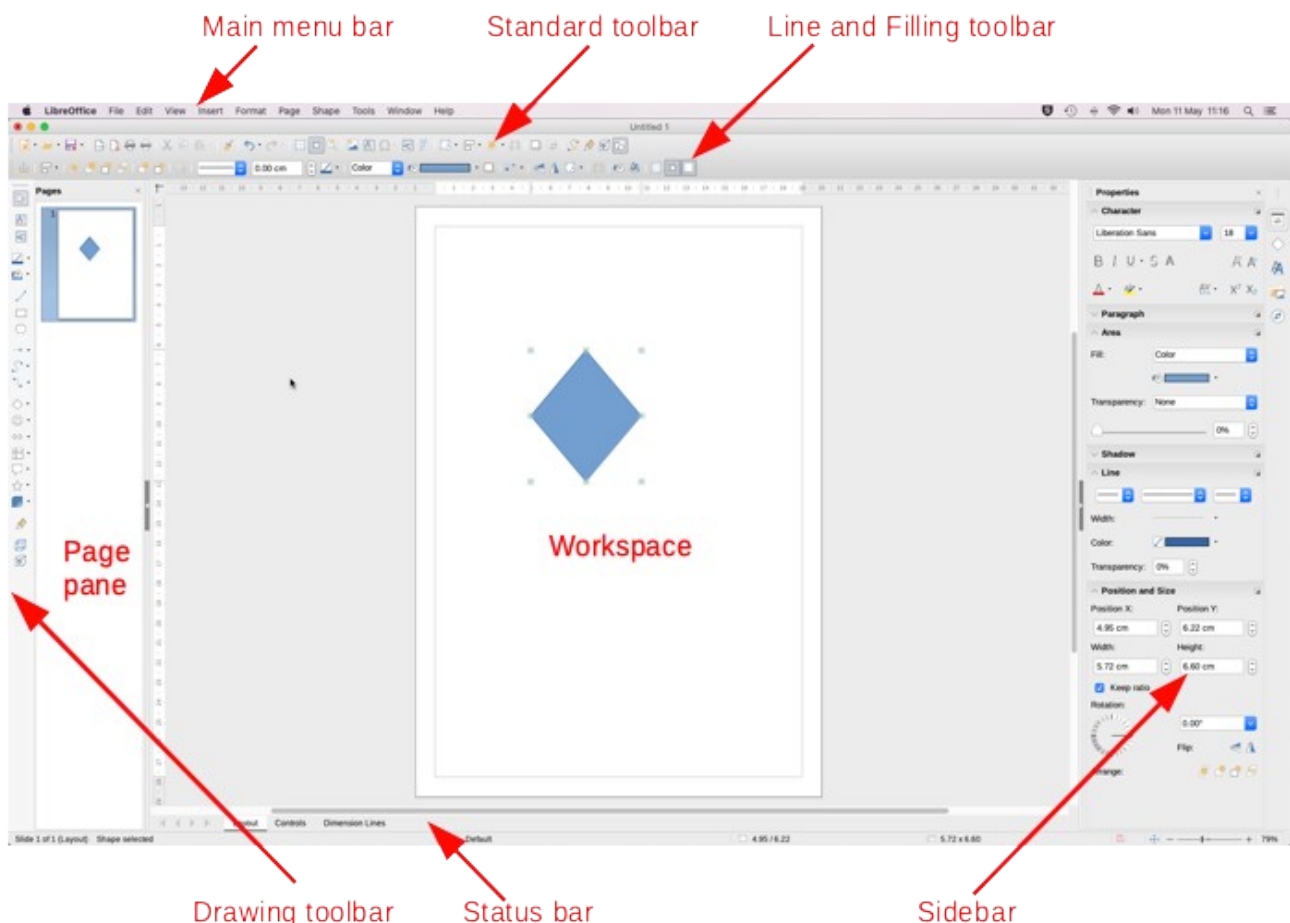 Main menu bar
Standard toolbar
Line and Filling toolbar
LibreOffice File Edit View Insert Format Page Shape Tools Window Help
Mon 11 May 11:16
Untitled 1
0.00 cm
Color
Pages
1
Properties
Character
Liberation Sans
18
B I U S A
Paragraph
Area
Fill:
Color
Transparency:
None
0%
Shadow
Line
Width:
Color:
Transparency:
0%
Workspace
Page
pane
Position and Size
Position X:
Position Y:
4.95 cm
6.22 cm
Width:
Height:
5.72 cm
6.60 cm
Keep ratio
Rotation:
0.00°
Flip:
Layout
Controls
Dimension Lines
Slide 1 of 1 (Layout)
Shape selected
Default
4.95 / 6.22
5.72 x 6.60
79%
Drawing toolbar
Status bar
Sidebar